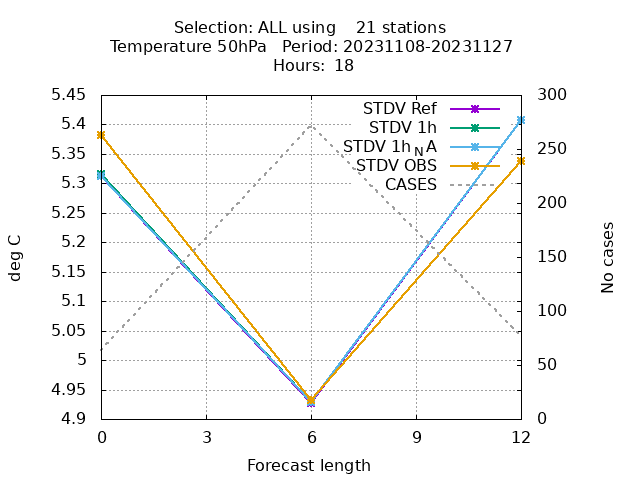 Selection: ALL using    21 stations
Temperature 50hPa   Period: 20231108-20231127
Hours: 18
5.45
5.4
5.35
5.3
5.25
5.2
5.15
5.1
5.05
5
4.95
4.9
deg C
STDV Ref
STDV 1h
STDV 1h_N A
STDV OBS
CASES
300
250
200
150
100
50
0
No cases
0 3 6 9 12
Forecast length